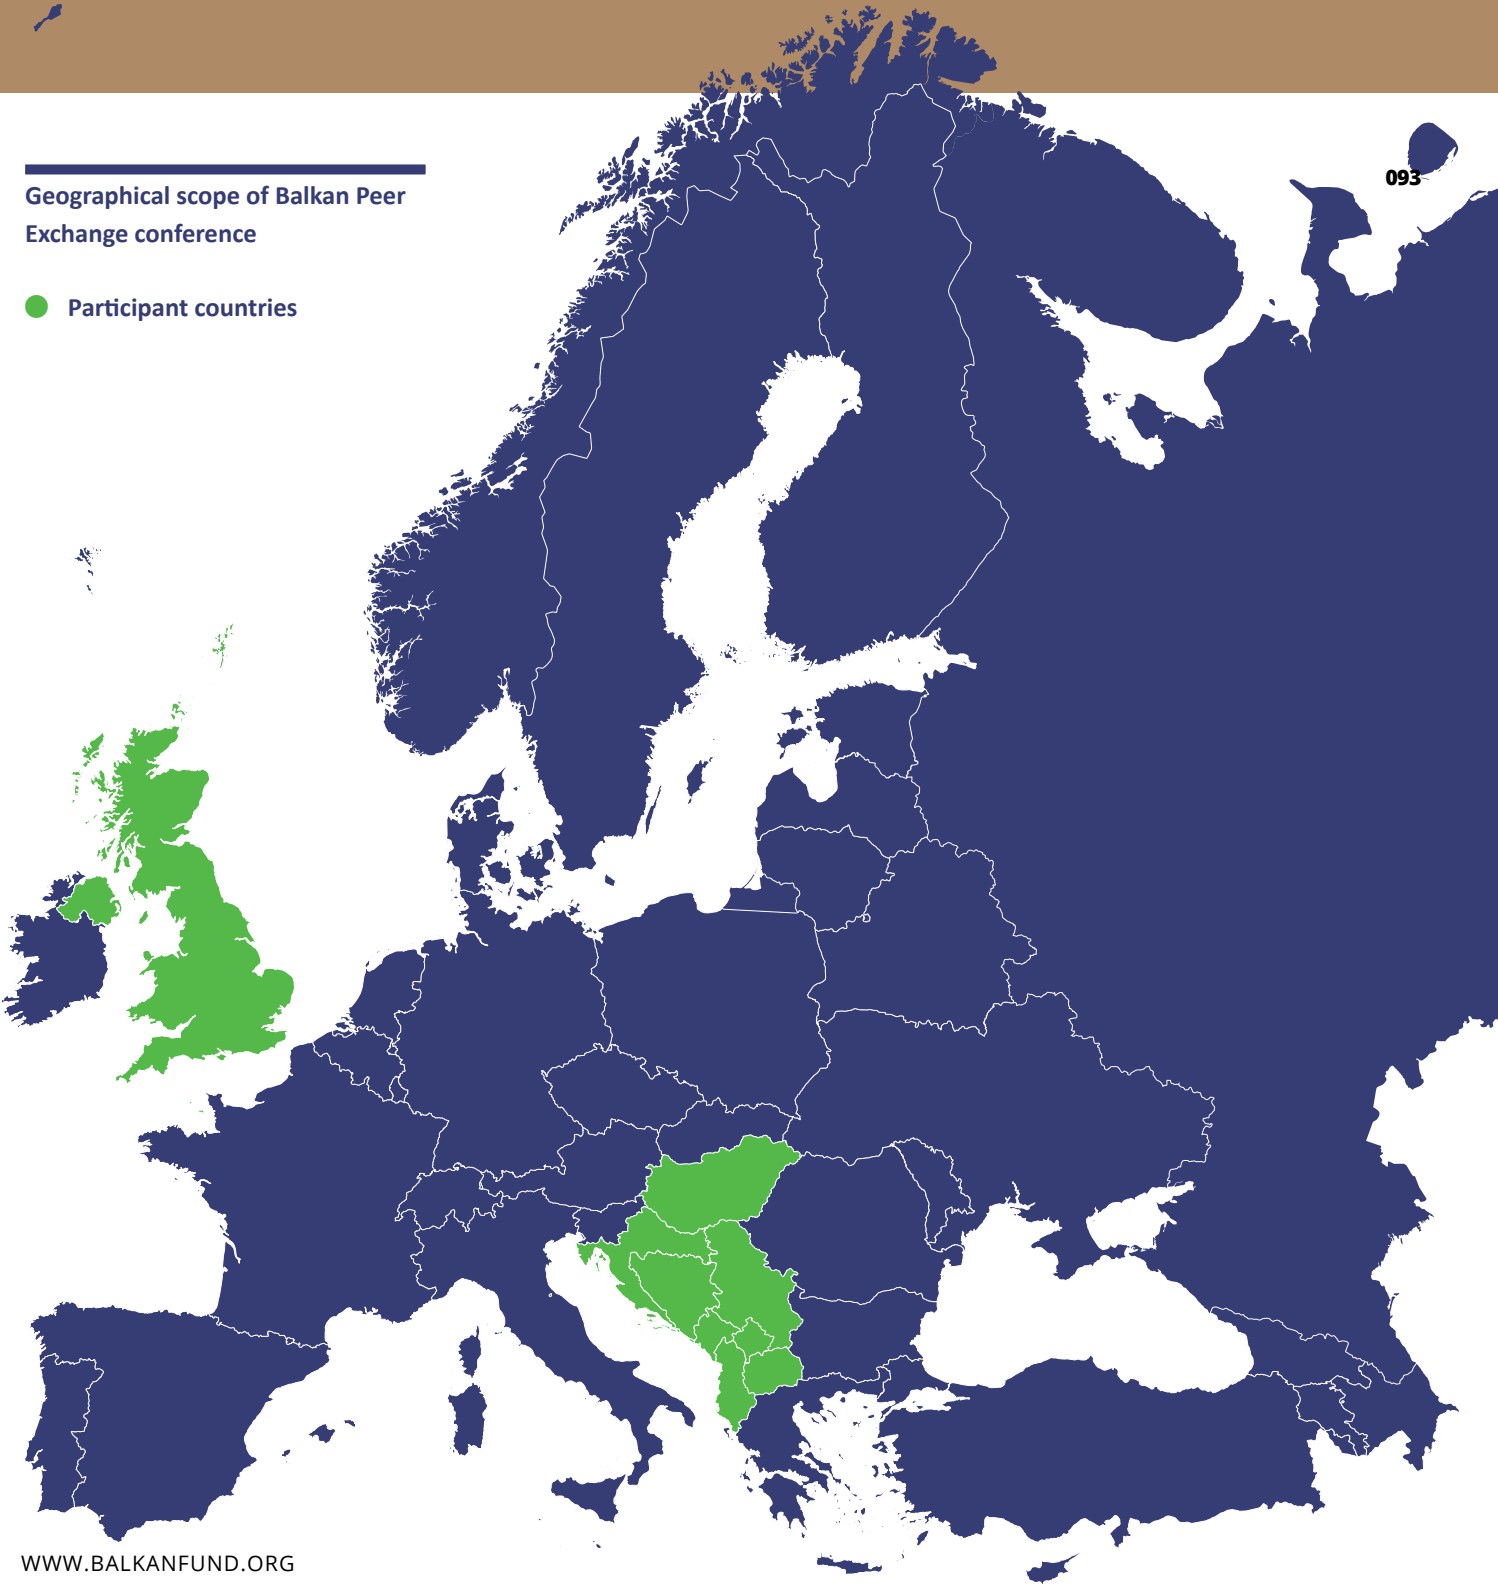 093
Geographical scope of Balkan Peer
Exchange conference
Participant countries
WWW.BALKANFUND.ORG